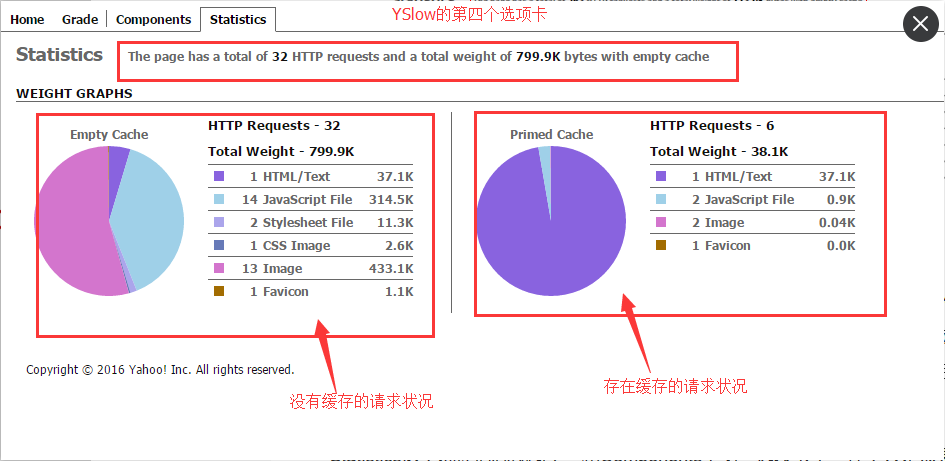 YSlow的第四个选项卡
Home Grade Components Statistics
Statistics
The page has a total of 32 HTTP requests and a total weight of 799.9K bytes with empty cache
WEIGHT GRAPHS
Empty Cache
HTTP Requests - 32
Total Weight - 799.9K
1 HTML/Text 37.1K
14 JavaScript File 314.5K
2 Stylesheet File 11.3K
1 CSS Image 2.6K
13 Image 433.1K
1 Favicon 1.1K
Primed Cache
HTTP Requests - 6
Total Weight - 38.1K
1 HTML/Text 37.1K
2 JavaScript File 0.9K
2 Image 0.04K
1 Favicon 0.0K
没有缓存的请求状况
存在缓存的请求状况
Copyright © 2016 Yahoo! Inc. All rights reserved.